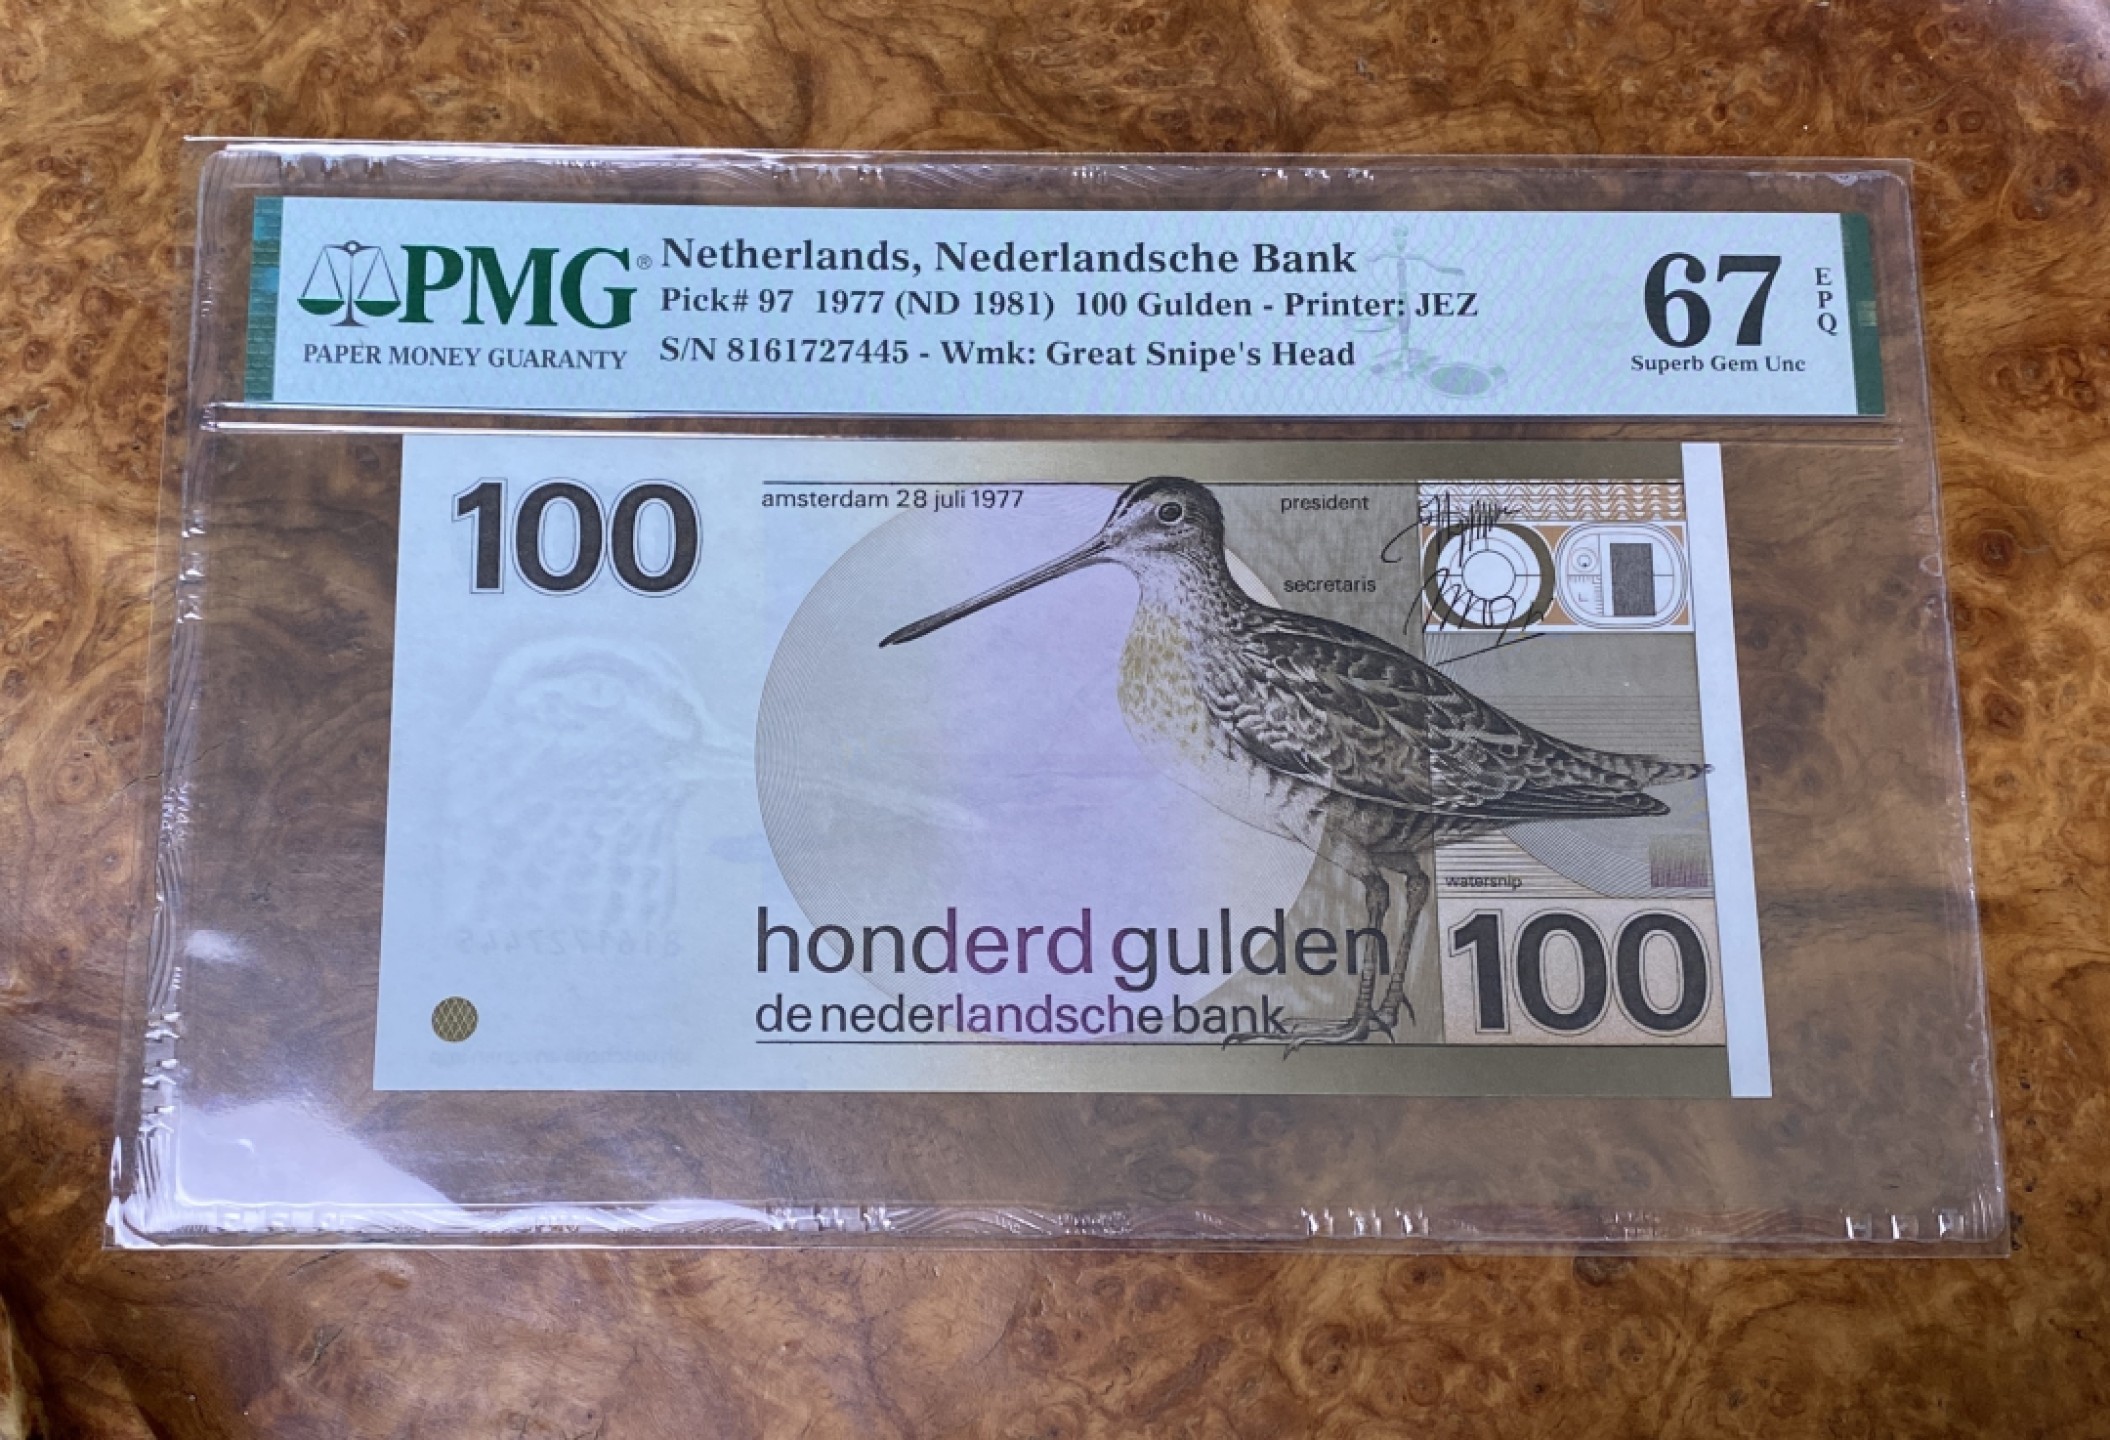 PMG®
PAPER MONEY GUARANTY
Netherlands, Nederlandsche Bank
Pick# 97 1977 (ND 1981) 100 Gulden - Printer: JEZ
S/N 8161727445 - Wmk: Great Snipe's Head
67
EPQ
Superb Gem Unc
100
amsterdam 28 juli 1977
president
secretaris
watersnip
honderd gulden
de nederlandsche bank
100
8161727445